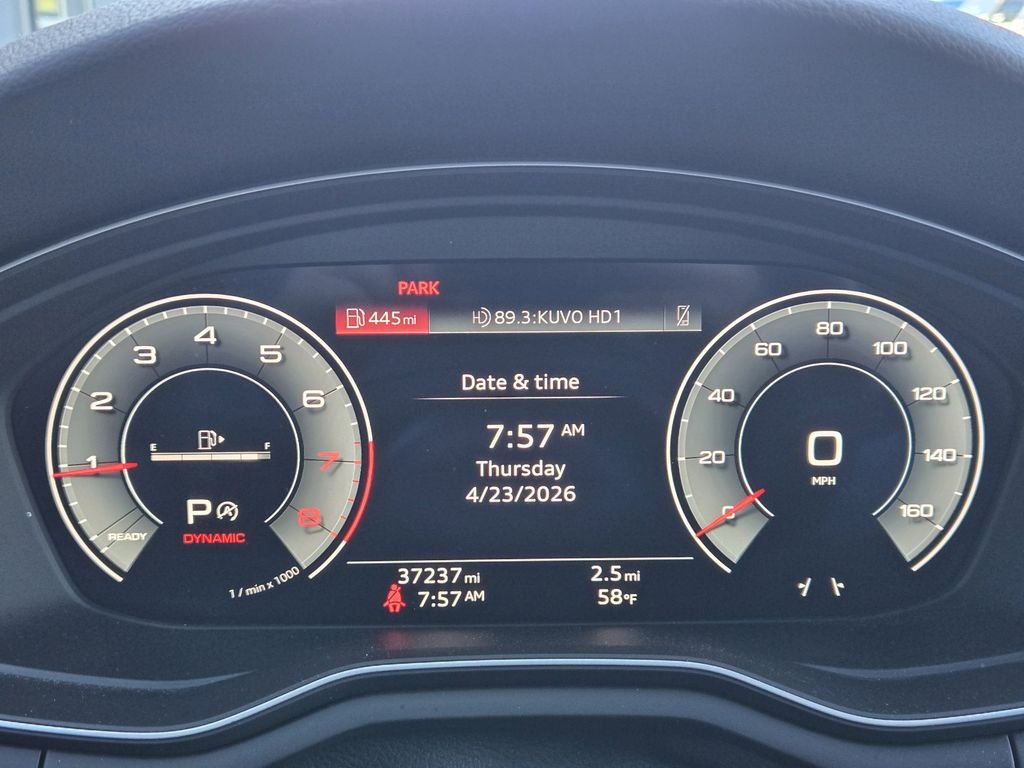 PARK
445 mi
HD 89.3:KUVO HD1
Date & time
7:57 AM
Thursday
4/23/2026
1
2
3
4
5
6
7
8
READY
E F
P A
DYNAMIC
1 / min x 1000
0
20
40
60
80
100
120
140
160
0
MPH
37237 mi
2.5 mi
7:57 AM
58°F